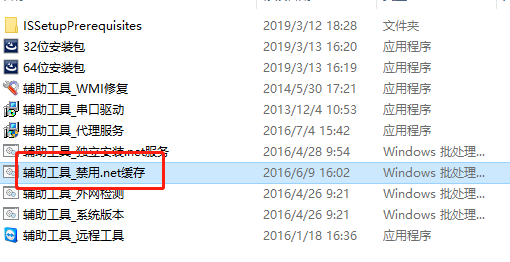 ISSetupPrerequisites 2019/3/12 18:28 文件夹
32位安装包 2019/3/13 16:20 应用程序
64位安装包 2019/3/13 16:19 应用程序
辅助工具_WMI修复 2014/5/30 17:21 应用程序
辅助工具_串口驱动 2013/12/4 10:53 应用程序
辅助工具_代理服务 2016/7/4 15:42 应用程序
辅助工具_独立安装.net服务 2016/4/28 9:54 Windows 批处理...
辅助工具_禁用.net缓存 2016/6/9 16:02 Windows 批处理...
辅助工具_外网检测 2016/4/26 9:21 Windows 批处理...
辅助工具_系统版本 2016/4/26 9:21 Windows 批处理...
辅助工具_远程工具 2016/1/18 16:36 应用程序